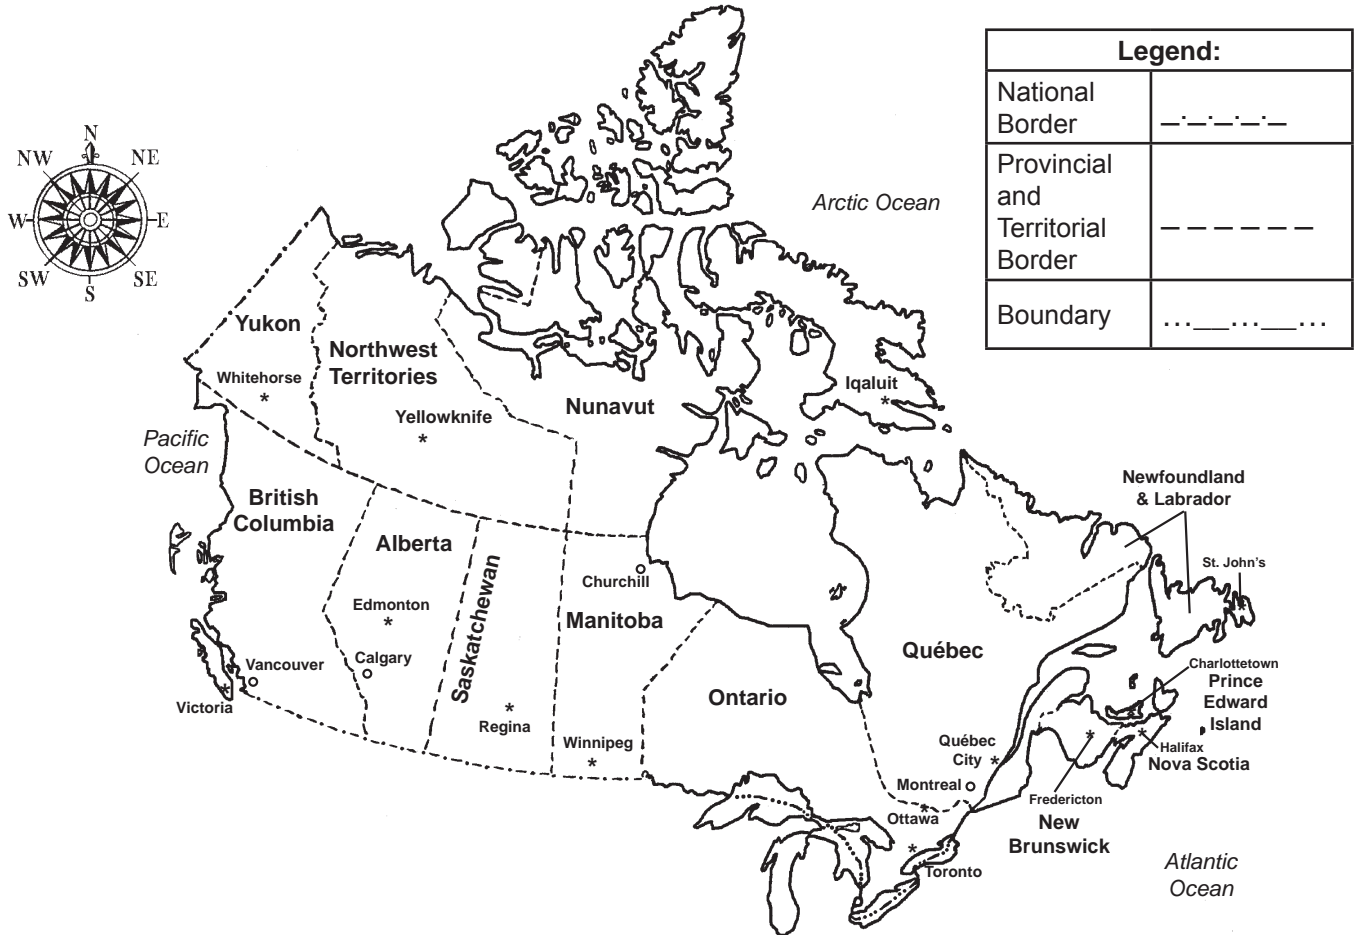 Legend:
National
Border
Provincial
and
Territorial
Border
Boundary
N
NW
NE
W
E
SW
SE
S
Arctic Ocean
Yukon
Whitehorse
Northwest
Territories
Yellowknife
Nunavut
Iqaluit
Pacific
Ocean
British
Columbia
Alberta
Edmonton
Calgary
Vancouver
Victoria
Saskatchewan
Regina
Churchill
Manitoba
Winnipeg
Ontario
Québec
Newfoundland
& Labrador
St. John's
Charlottetown
Prince
Edward
Island
Halifax
Nova Scotia
Québec
City
Montreal
Ottawa
Toronto
Fredericton
New
Brunswick
Atlantic
Ocean